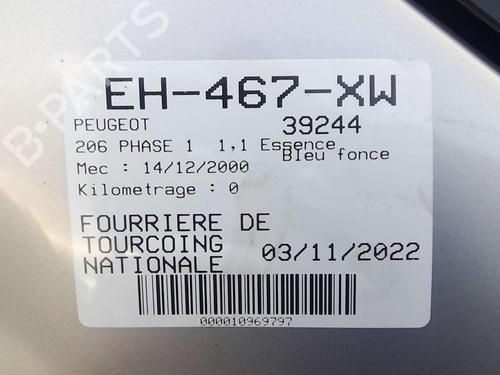 EH-467-XW
PEUGEOT 39244
206 PHASE 1 1,1 Essence
Bleu fonce
Mec : 14/12/2000
Kilometrage : 0
FOURRIERE DE
TOURCOING
NATIONALE 03/11/2022
000010969797
B-PARTS